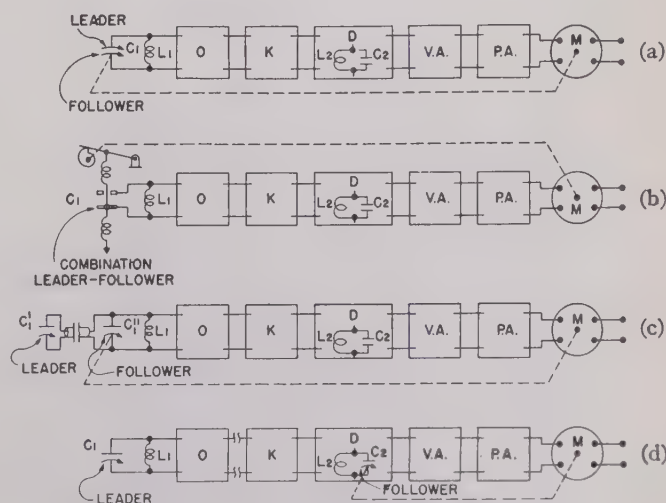 LEADER
C1 L1 O K D L2 C2 V.A. P.A. M (a)
FOLLOWER
C1 L1 O K D L2 C2 V.A. P.A. M (b)
COMBINATION
LEADER-FOLLOWER
C1' C1'' L1 O K D L2 C2 V.A. P.A. M (c)
LEADER FOLLOWER
C1 L1 O K D L2 C2 V.A. P.A. M (d)
LEADER FOLLOWER